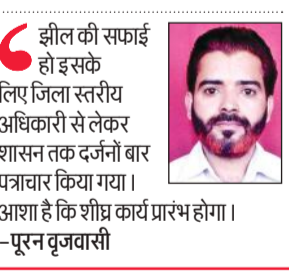 झील की सफाई
हो इसके
लिए जिला स्तरीय
अधिकारी से लेकर
शासन तक दर्जनों बार
पत्राचार किया गया।
आशा है कि शीघ्र कार्य प्रारंभ होगा।
–पूरन वृजवासी